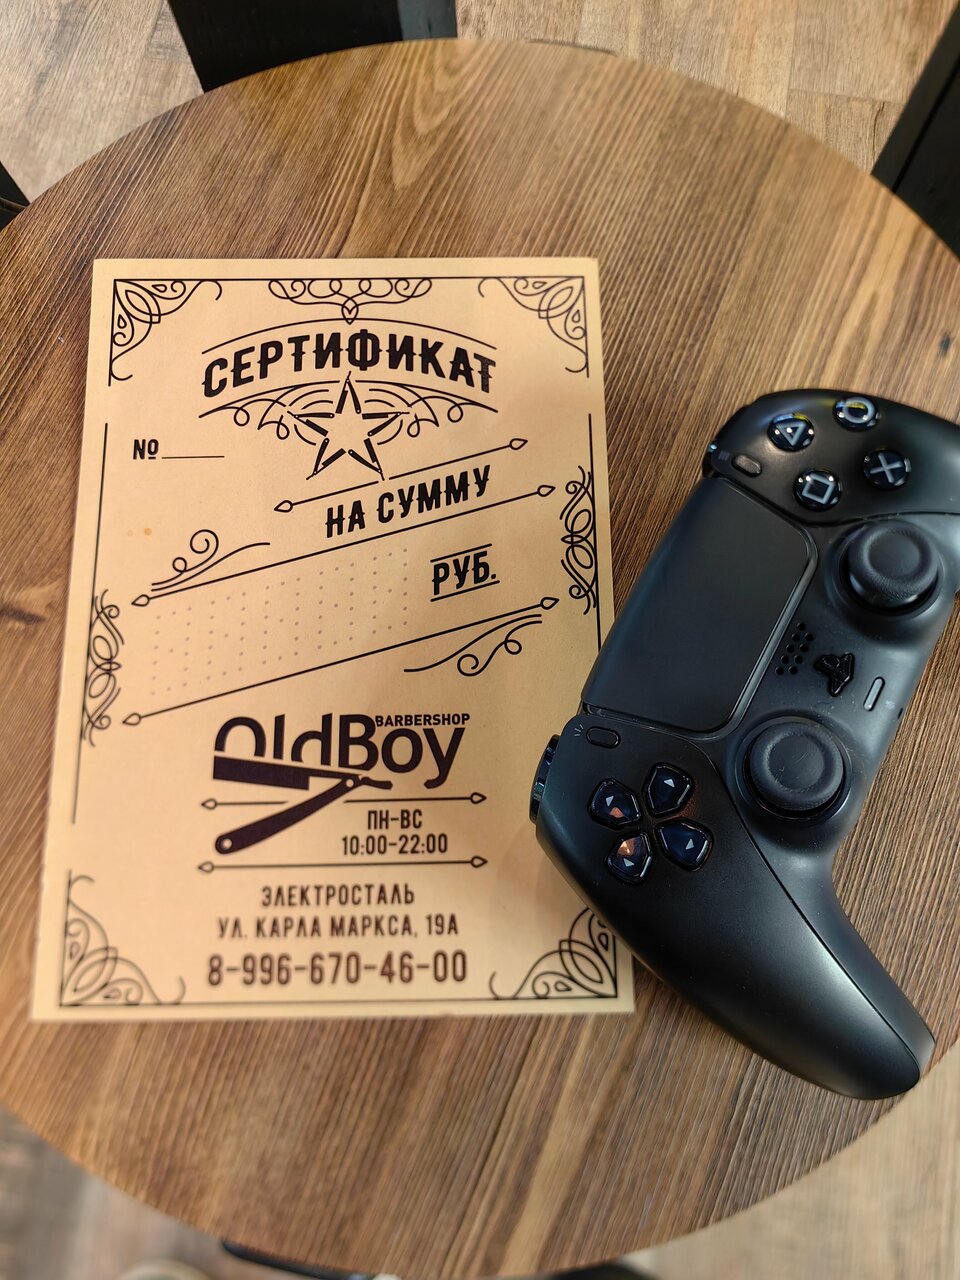 СЕРТИФИКАТ
№
НА СУММУ
РУБ.
OldBoy BARBERSHOP
ПН-ВС
10:00-22:00
ЭЛЕКТРОСТАЛЬ
УЛ. КАРЛА МАРКСА, 19А
8-996-670-46-00